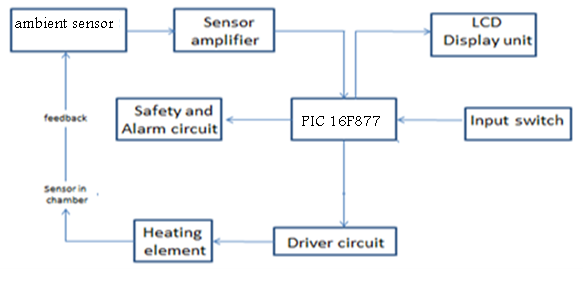 ambient sensor
Sensor
amplifier
LCD
Display unit
feedback
Safety and
Alarm circuit
PIC 16F877
Input switch
Sensor in
chamber
Heating
element
Driver circuit